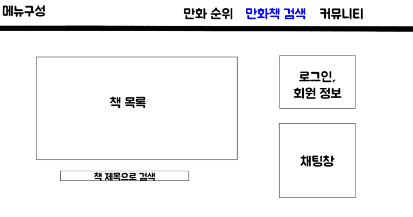 메뉴구성
만화 순위 만화책 검색 커뮤니티
책 목록
책 제목으로 검색
로그인,
회원 정보
채팅창